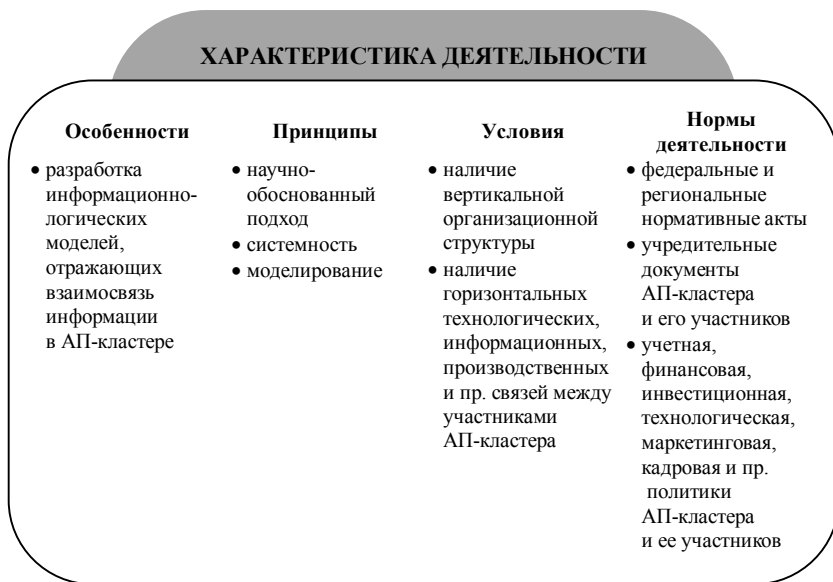 ХАРАКТЕРИСТИКА ДЕЯТЕЛЬНОСТИ
Особенности
• разработка
информационно-
логических
моделей,
отражающих
взаимосвязь
информации
в АП-кластере
Принципы
• научно-
обоснованный
подход
• системность
• моделирование
Условия
• наличие
вертикальной
организационной
структуры
• наличие
горизонтальных
технологических,
информационных,
производственных
и пр. связей между
участниками
АП-кластера
Нормы
деятельности
• федеральные и
региональные
нормативные акты
• учредительные
документы
АП-кластера
и его участников
• учетная,
финансовая,
инвестиционная,
технологическая,
маркетинговая,
кадровая и пр.
политики
АП-кластера
и ее участников